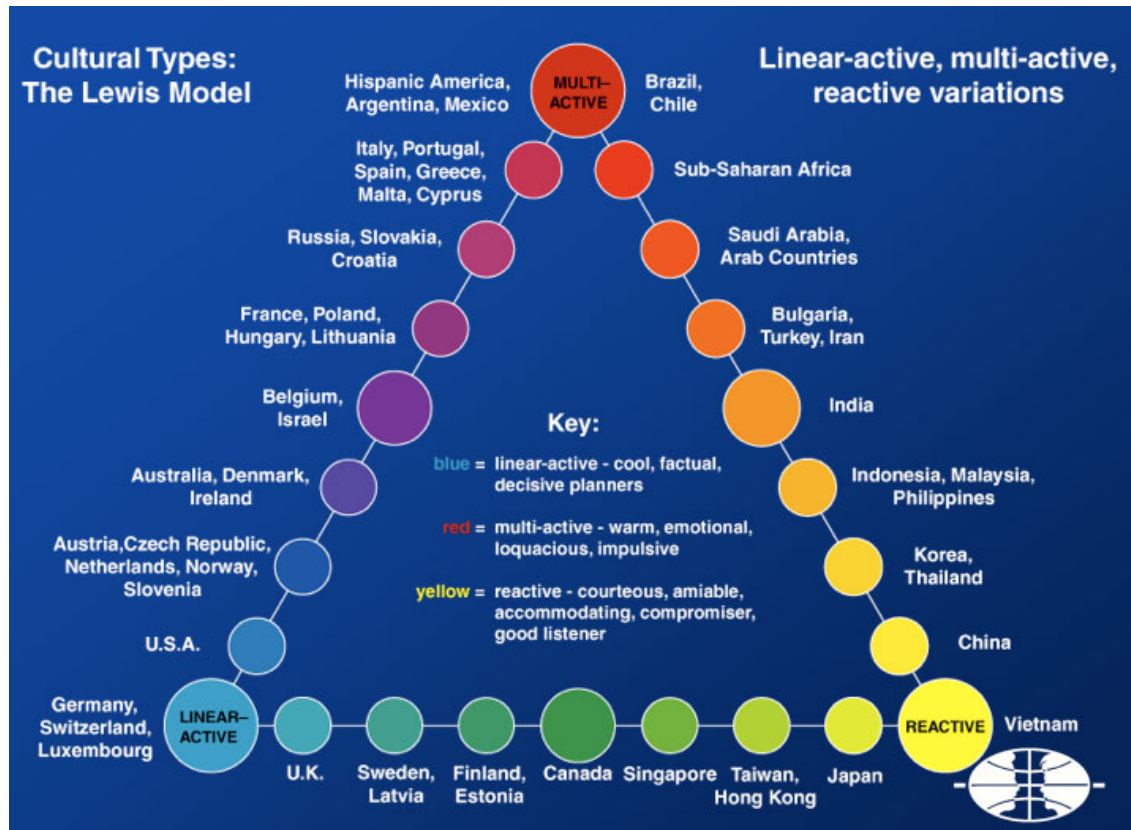 Cultural Types:
The Lewis Model
Linear-active, multi-active,
reactive variations
Hispanic America,
Argentina, Mexico
MULTI–
ACTIVE
Brazil,
Chile
Italy, Portugal,
Spain, Greece,
Malta, Cyprus
Sub-Saharan Africa
Russia, Slovakia,
Croatia
Saudi Arabia,
Arab Countries
France, Poland,
Hungary, Lithuania
Bulgaria,
Turkey, Iran
Belgium,
Israel
India
Key:
blue = linear-active - cool, factual,
decisive planners
red = multi-active - warm, emotional,
loquacious, impulsive
yellow = reactive - courteous, amiable,
accommodating, compromiser,
good listener
Australia, Denmark,
Ireland
Indonesia, Malaysia,
Philippines
Austria,Czech Republic,
Netherlands, Norway,
Slovenia
Korea,
Thailand
U.S.A.
China
Germany,
Switzerland,
Luxembourg
LINEAR–
ACTIVE
REACTIVE
Vietnam
U.K.
Sweden,
Latvia
Finland,
Estonia
Canada
Singapore
Taiwan,
Hong Kong
Japan